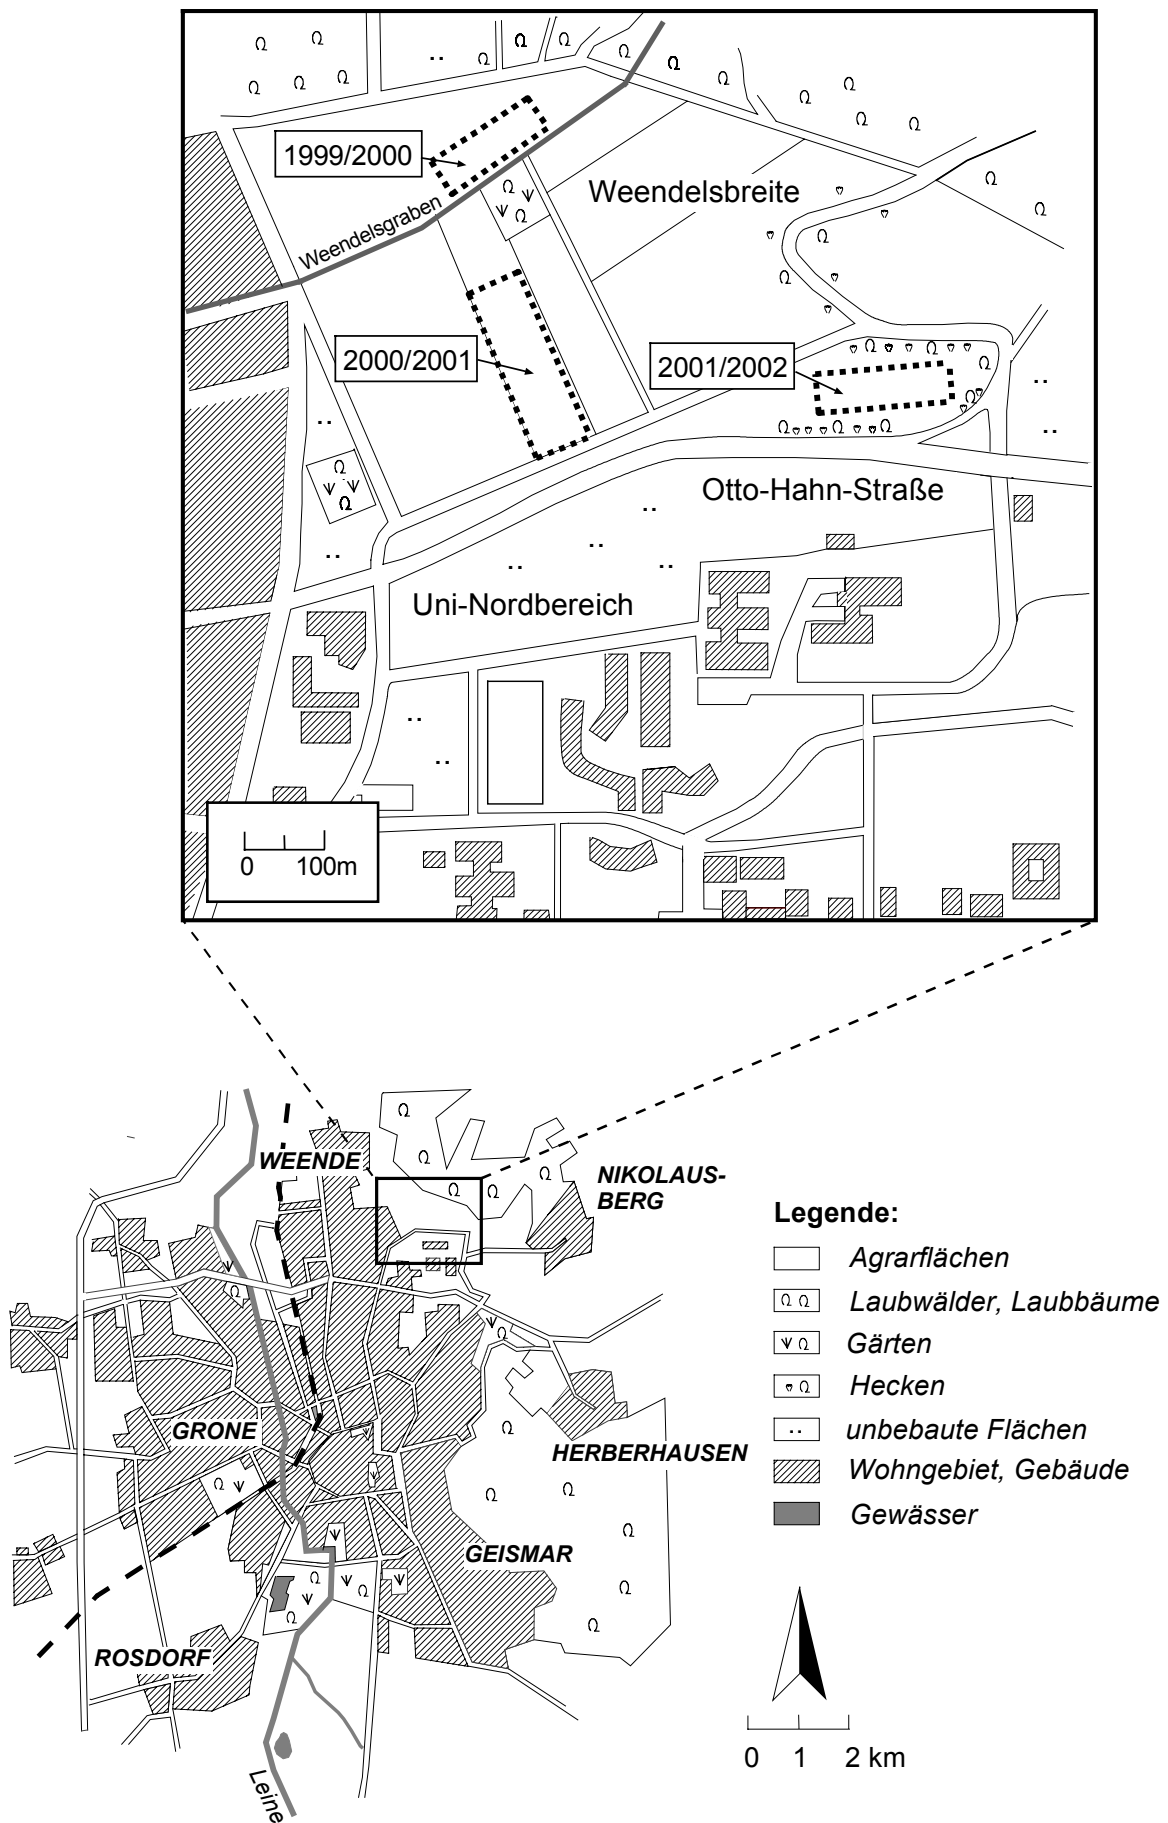 1999/2000
Weendelsbreite
Weendelsgraben
2000/2001
2001/2002
Otto-Hahn-Straße
Uni-Nordbereich
0 100m
WEENDE
NIKOLAUS-
BERG
GRONE
HERBERHAUSEN
GEISMAR
ROSDORF
Leine
Legende:
Agrarflächen
Laubwälder, Laubbäume
Gärten
Hecken
unbebaute Flächen
Wohngebiet, Gebäude
Gewässer
0 1 2 km